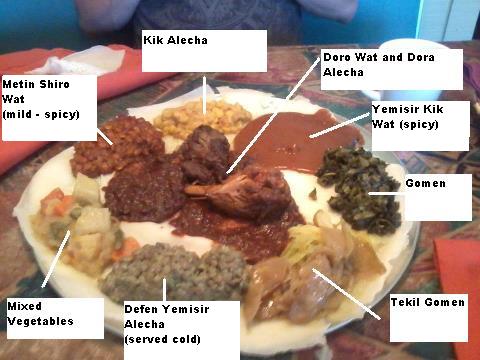 Kik Alecha
Doro Wat and Dora
Alecha
Metin Shiro
Wat
(mild - spicy)
Yemisir Kik
Wat (spicy)
Gomen
Mixed
Vegetables
Defen Yemisir
Alecha
(served cold)
Tekil Gomen